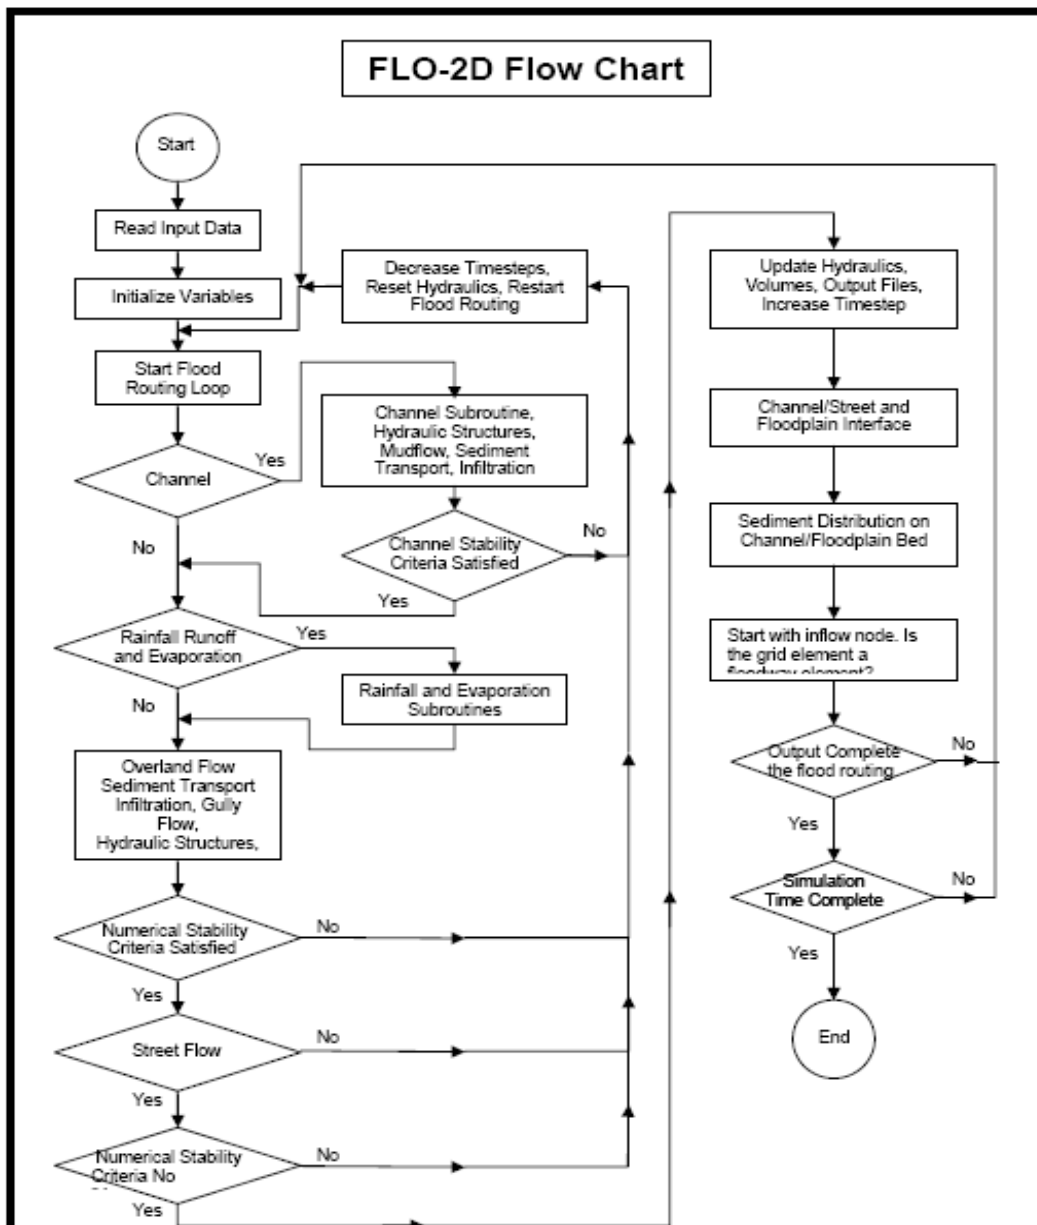 FLO-2D Flow Chart
Start
Read Input Data
Initialize Variables
Decrease Timesteps,
Reset Hydraulics, Restart
Flood Routing
Start Flood
Routing Loop
Channel
Yes
No
Channel Subroutine,
Hydraulic Structures,
Mudflow, Sediment
Transport, Infiltration
Channel Stability
Criteria Satisfied
No
Yes
Rainfall Runoff
and Evaporation
Yes
No
Rainfall and Evaporation
Subroutines
Overland Flow
Sediment Transport
Infiltration, Gully
Flow,
Hydraulic Structures,
Numerical Stability
Criteria Satisfied
No
Yes
Street Flow
No
Yes
Numerical Stability
Criteria No
No
Yes
Update Hydraulics,
Volumes, Output Files,
Increase Timestep
Channel/Street and
Floodplain Interface
Sediment Distribution on
Channel/Floodplain Bed
Start with inflow node. Is
the grid element a
floodway element?
Output Complete
the flood routing
No
Yes
Simulation
Time Complete
No
Yes
End